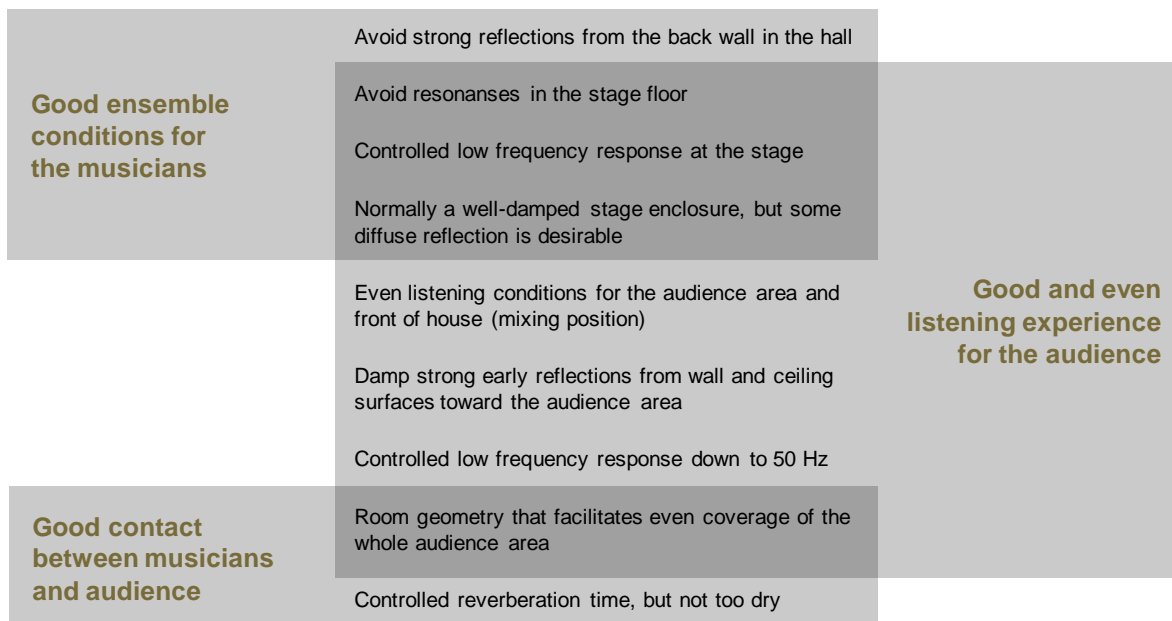 Good ensemble
conditions for
the musicians
Avoid strong reflections from the back wall in the hall
Avoid resonanses in the stage floor
Controlled low frequency response at the stage
Normally a well-damped stage enclosure, but some
diffuse reflection is desirable
Even listening conditions for the audience area and
front of house (mixing position)
Damp strong early reflections from wall and ceiling
surfaces toward the audience area
Controlled low frequency response down to 50 Hz
Good and even
listening experience
for the audience
Good contact
between musicians
and audience
Room geometry that facilitates even coverage of the
whole audience area
Controlled reverberation time, but not too dry